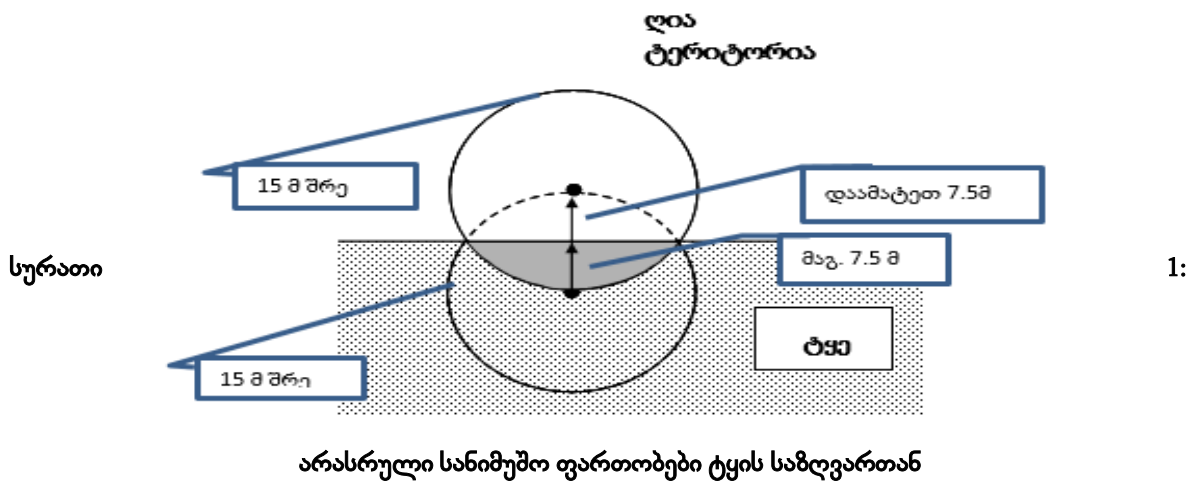 ღია
ტერიტორია
15 მ შრე
დაამატეთ 7.5მ
მაგ. 7.5 მ
სურათი 1:
ტყე
15 მ შრე
არასრული სანიმუშო ფართობები ტყის საზღვართან